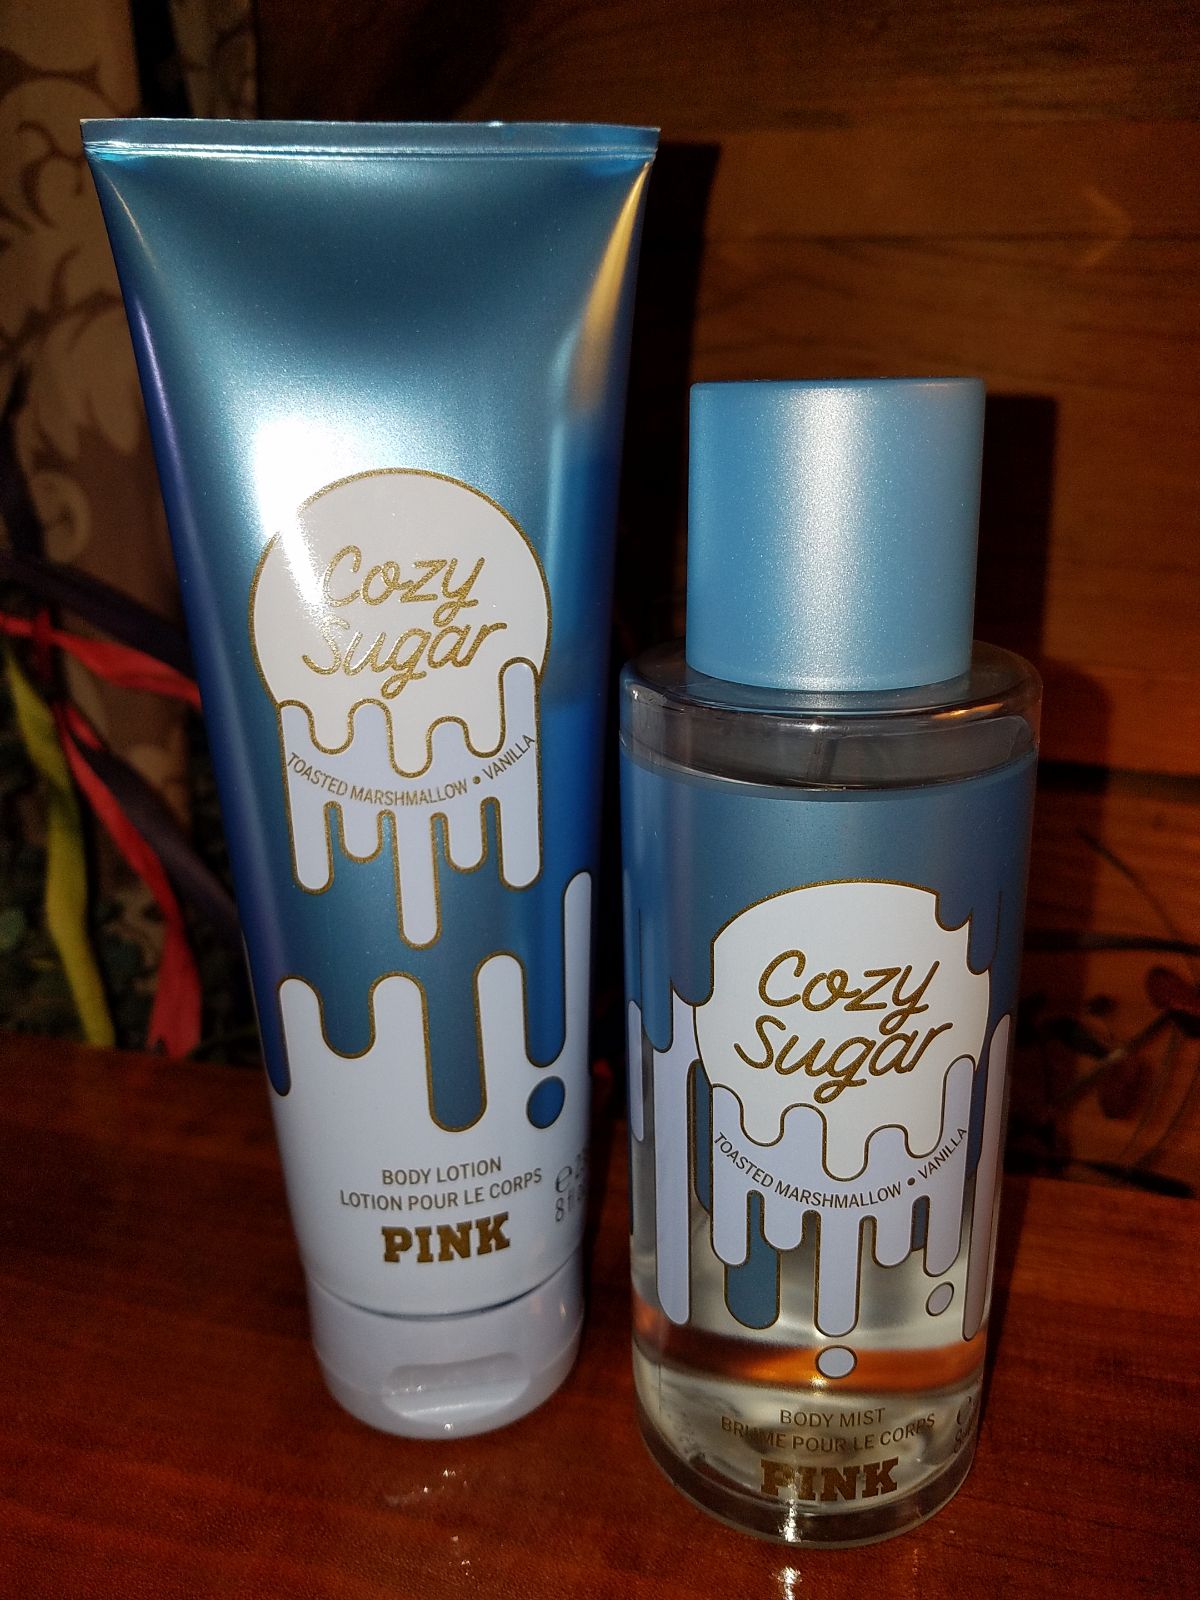 Cozy
Sugar
TOASTED MARSHMALLOW • VANILLA
BODY LOTION
LOTION POUR LE CORPS
PINK
Cozy
Sugar
TOASTED MARSHMALLOW • VANILLA
BODY MIST
BRUME POUR LE CORPS
PINK